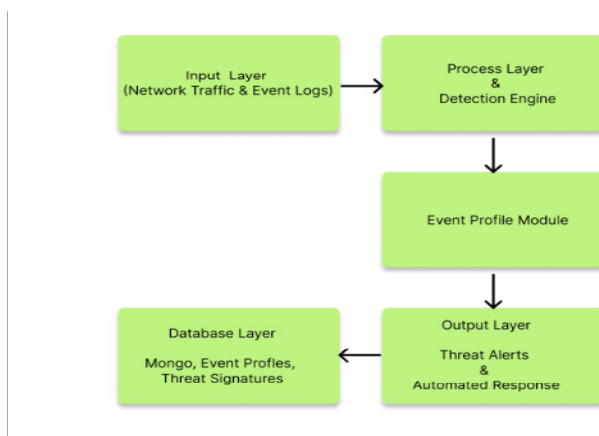 Input Layer
(Network Traffic & Event Logs)
Process Layer
&
Detection Engine
Event Profile Module
Database Layer
Mongo, Event Profles,
Threat Signatures
Output Layer
Threat Alerts
&
Automated Response